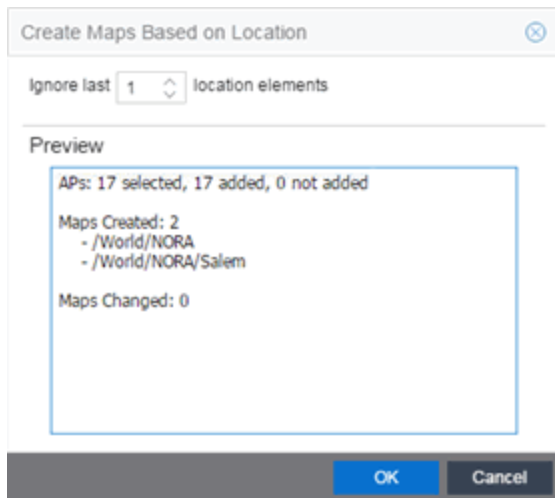 Create Maps Based on Location
Ignore last 1 location elements
Preview
APs: 17 selected, 17 added, 0 not added
Maps Created: 2
- /World/NORA
- /World/NORA/Salem
Maps Changed: 0
OK Cancel